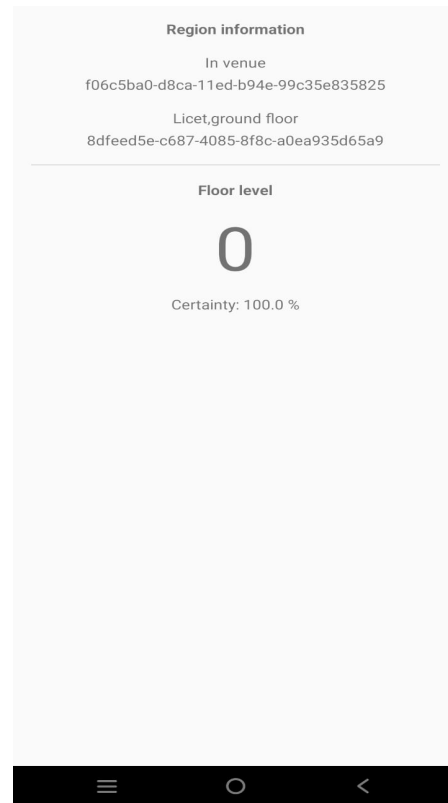 Region information
In venue
f06c5ba0-d8ca-11ed-b94e-99c35e835825
Licet,ground floor
8dfeed5e-c687-4085-8f8c-a0ea935d65a9
Floor level
0
Certainty: 100.0 %